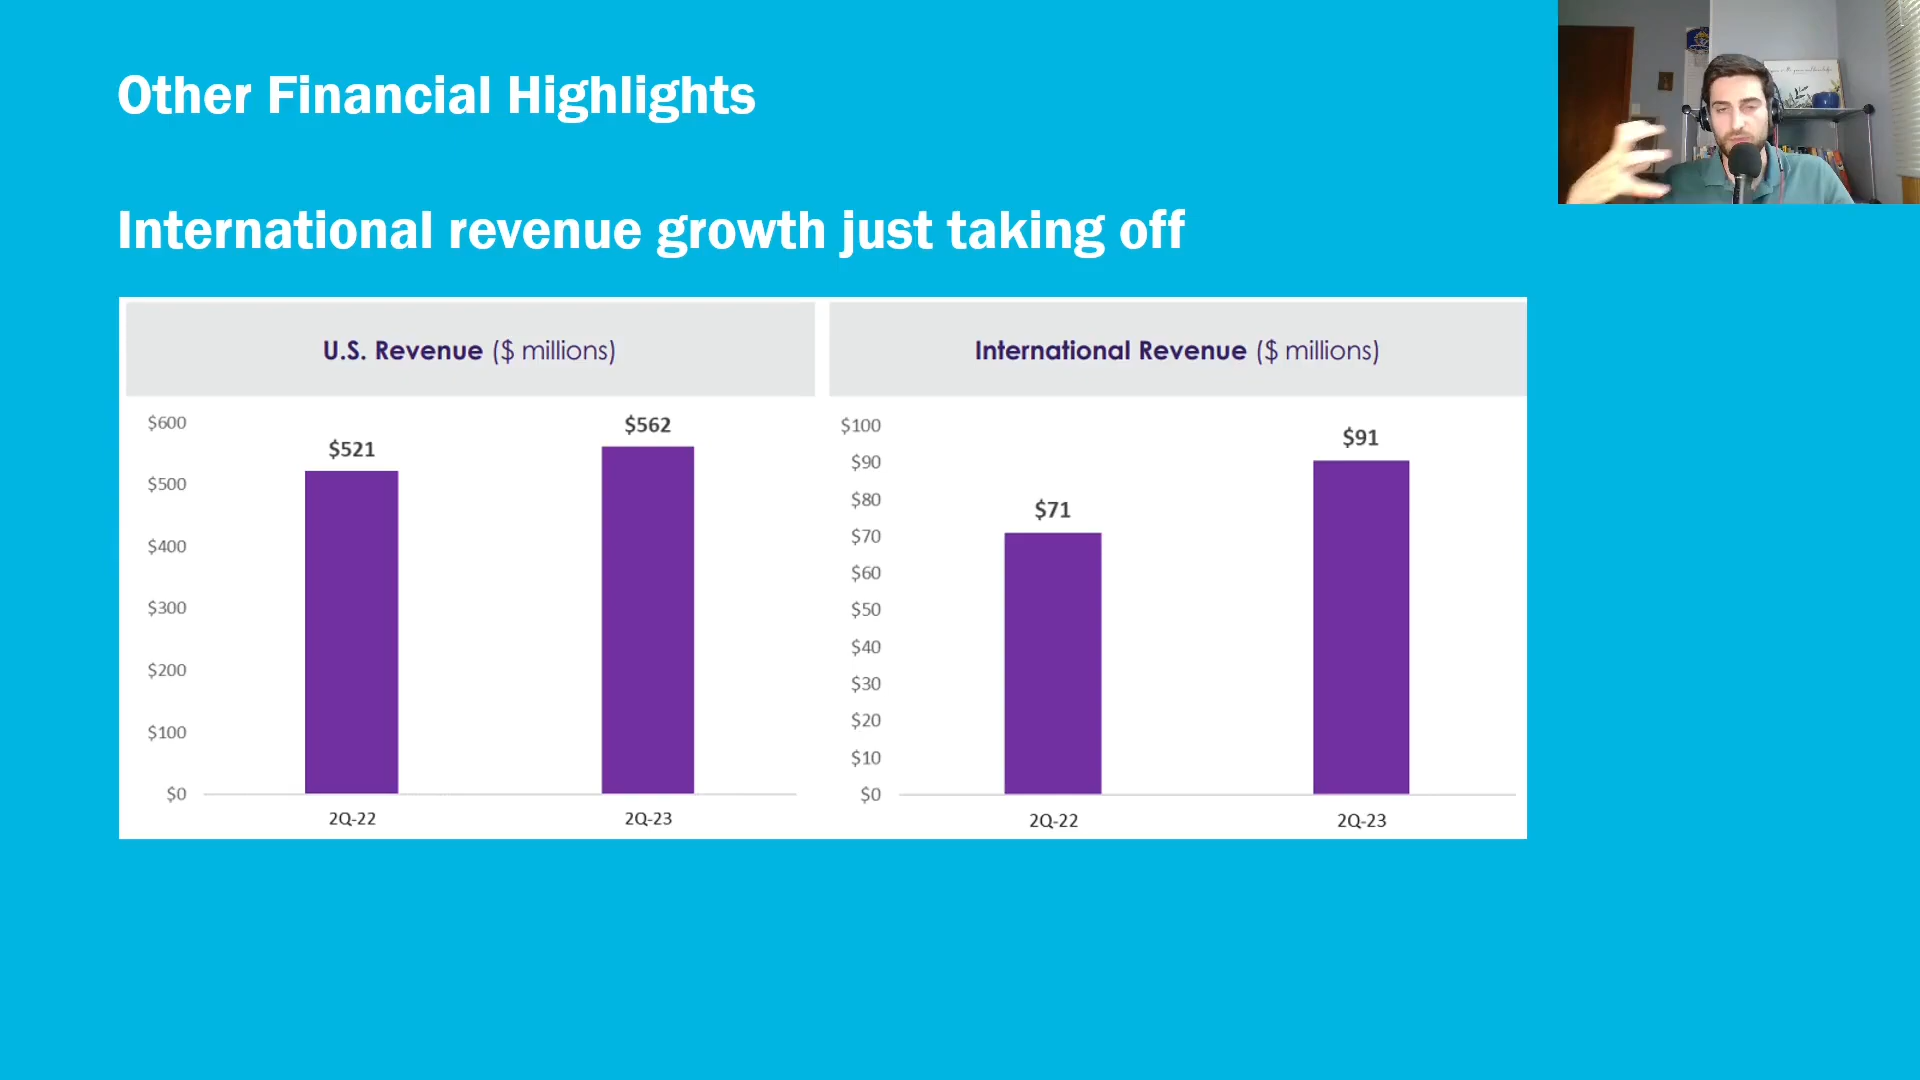 Other Financial Highlights
International revenue growth just taking off
U.S. Revenue ($ millions)
$600
$500
$400
$300
$200
$100
$0
$521
$562
2Q-22
2Q-23
International Revenue ($ millions)
$100
$90
$80
$70
$60
$50
$40
$30
$20
$10
$0
$71
$91
2Q-22
2Q-23